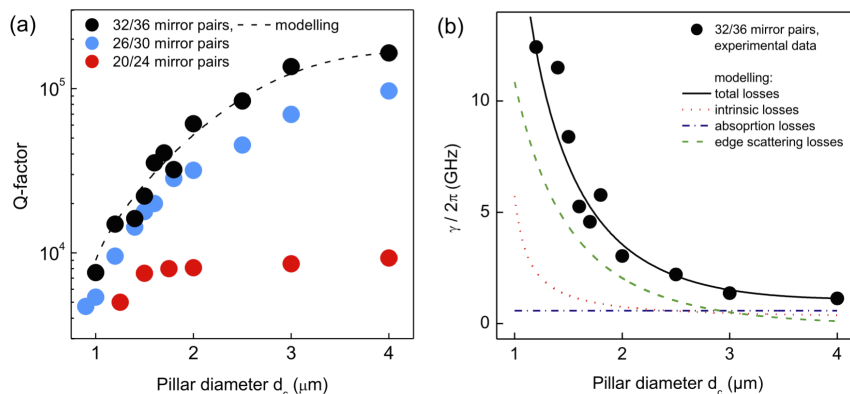 (a)
32/36 mirror pairs, - - - modelling
26/30 mirror pairs
20/24 mirror pairs
10^5
10^4
Q-factor
1 2 3 4
Pillar diameter d_c (μm)
(b)
32/36 mirror pairs,
experimental data
modelling:
total losses
intrinsic losses
absoprtion losses
edge scattering losses
10
5
0
γ / 2π (GHz)
1 2 3 4
Pillar diameter d_c (μm)